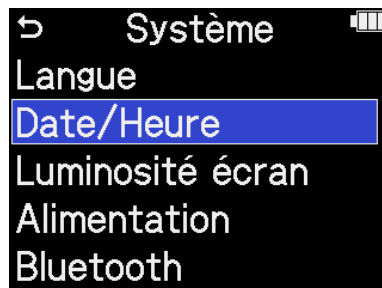 Système
Langue
Date/Heure
Luminosité écran
Alimentation
Bluetooth